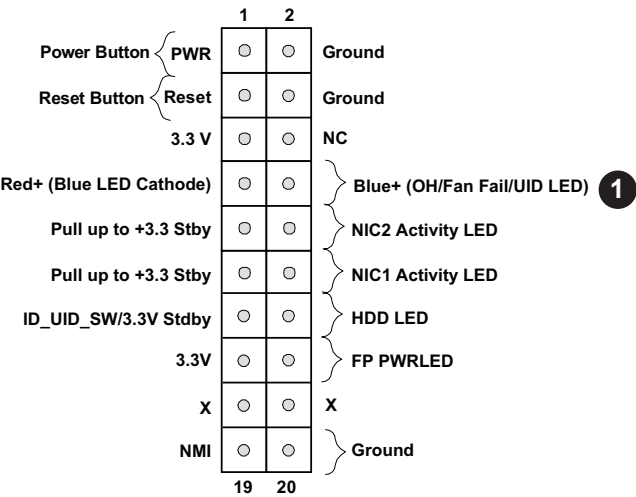 1 2
Power Button PWR Ground
Reset Button Reset Ground
3.3 V NC
Red+ (Blue LED Cathode) Blue+ (OH/Fan Fail/UID LED) 1
Pull up to +3.3 Stby NIC2 Activity LED
Pull up to +3.3 Stby NIC1 Activity LED
ID_UID_SW/3.3V Stdby HDD LED
3.3V FP PWRLED
X X
NMI Ground
19 20